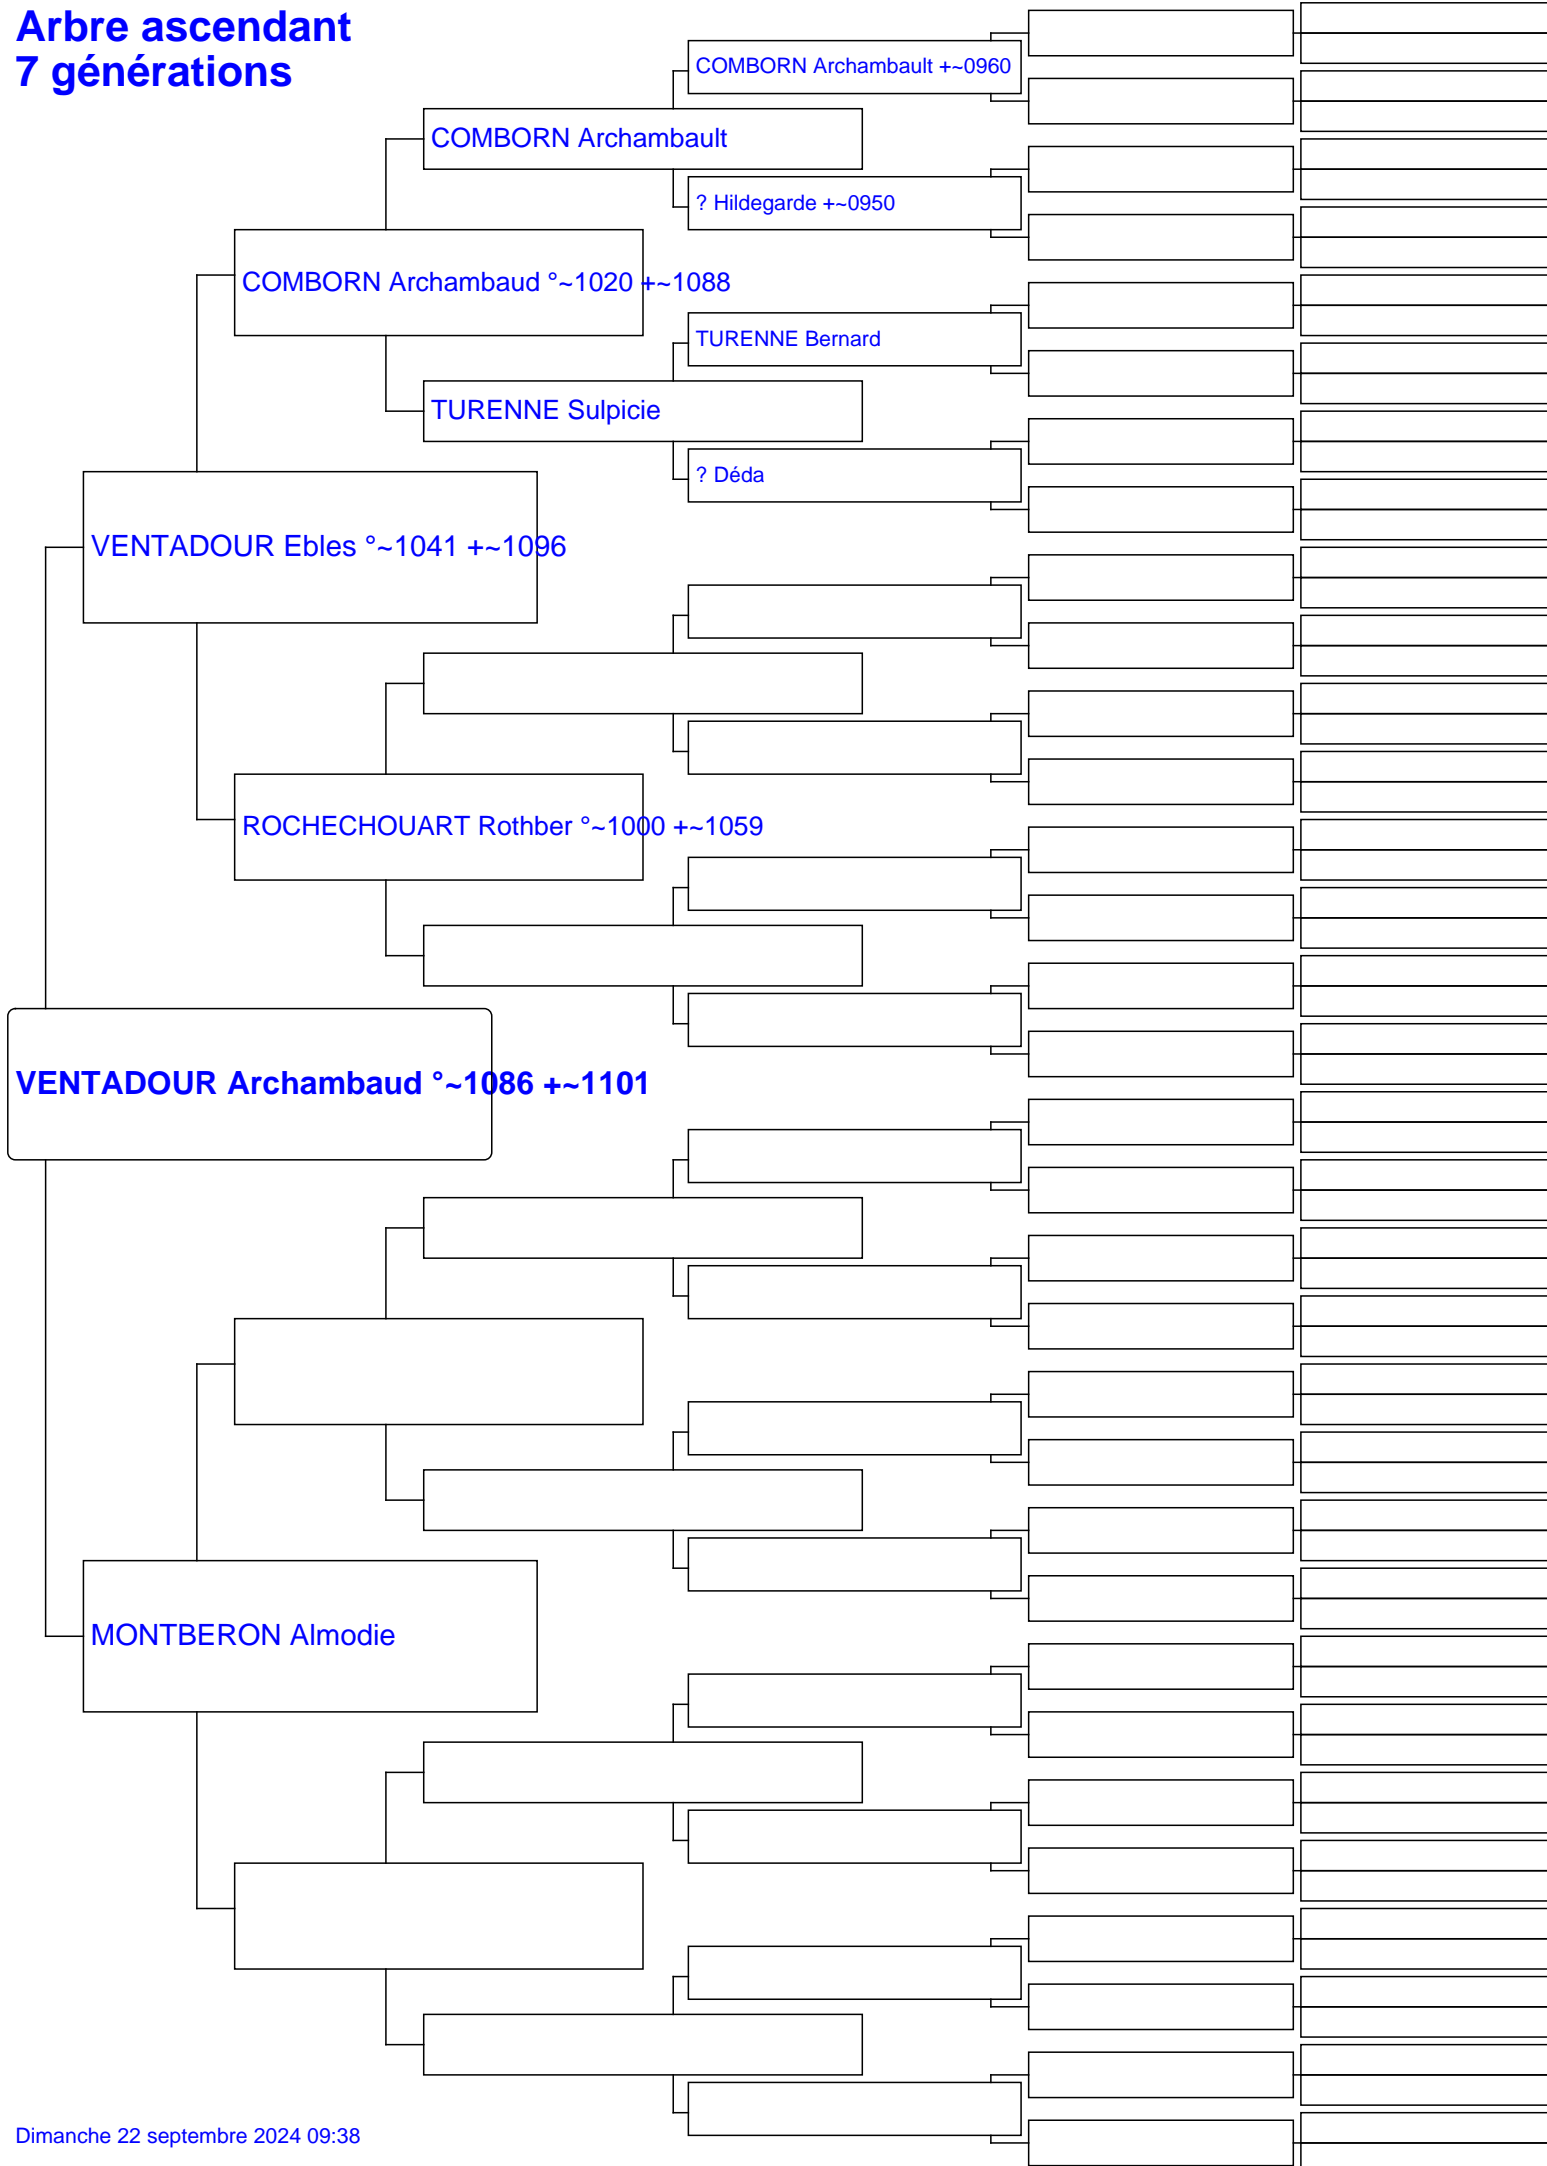 Arbre ascendant
7 générations
COMBORN Archambault +~0960
COMBORN Archambault
? Hildegarde +~0950
COMBORN Archambaud °~1020 +~1088
TURENNE Bernard
TURENNE Sulpicie
? Déda
VENTADOUR Ebles °~1041 +~1096
ROCHECHOUART Rothber °~1000 +~1059
VENTADOUR Archambaud °~1086 +~1101
MONTBERON Almodie
Dimanche 22 septembre 2024 09:38